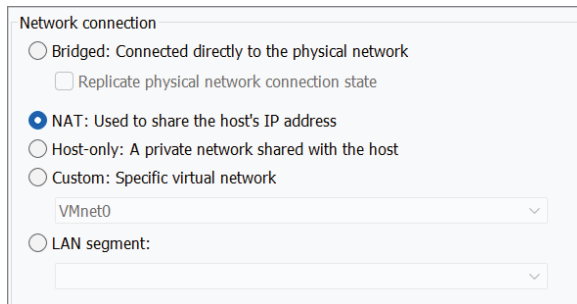 Network connection
Bridged: Connected directly to the physical network
Replicate physical network connection state
NAT: Used to share the host's IP address
Host-only: A private network shared with the host
Custom: Specific virtual network
VMnet0
LAN segment: